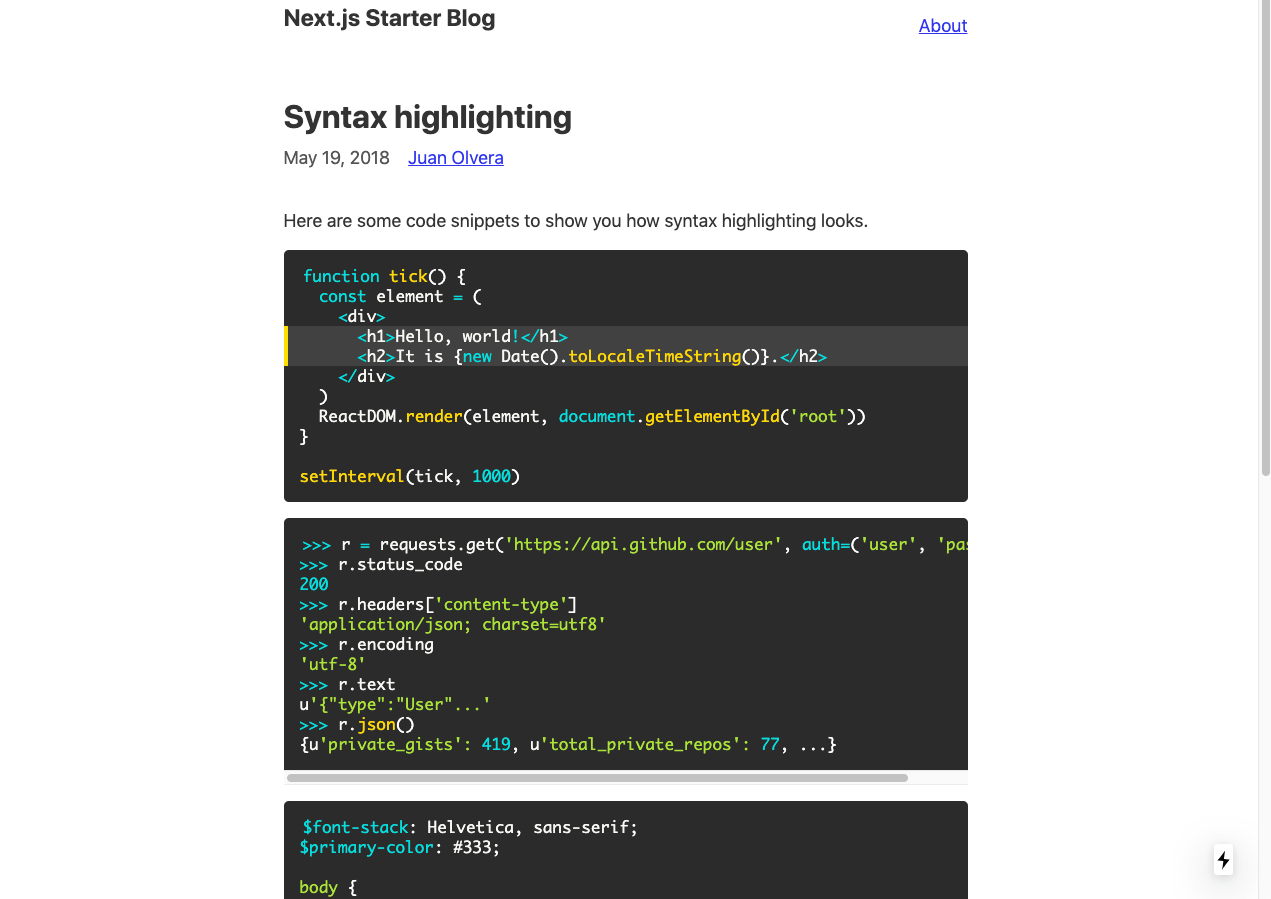 Next.js Starter Blog
About
Syntax highlighting
May 19, 2018 Juan Olvera
Here are some code snippets to show you how syntax highlighting looks.
function tick() {
  const element = (
    <div>
      <h1>Hello, world!</h1>
      <h2>It is {new Date().toLocaleTimeString()}.</h2>
    </div>
  )
  ReactDOM.render(element, document.getElementById('root'))
}
setInterval(tick, 1000)
>>> r = requests.get('https://api.github.com/user', auth=('user', 'pas
>>> r.status_code
200
>>> r.headers['content-type']
'application/json; charset=utf8'
>>> r.encoding
'utf-8'
>>> r.text
u'{"type":"User"...'
>>> r.json()
{u'private_gists': 419, u'total_private_repos': 77, ...}
$font-stack: Helvetica, sans-serif;
$primary-color: #333;
body {